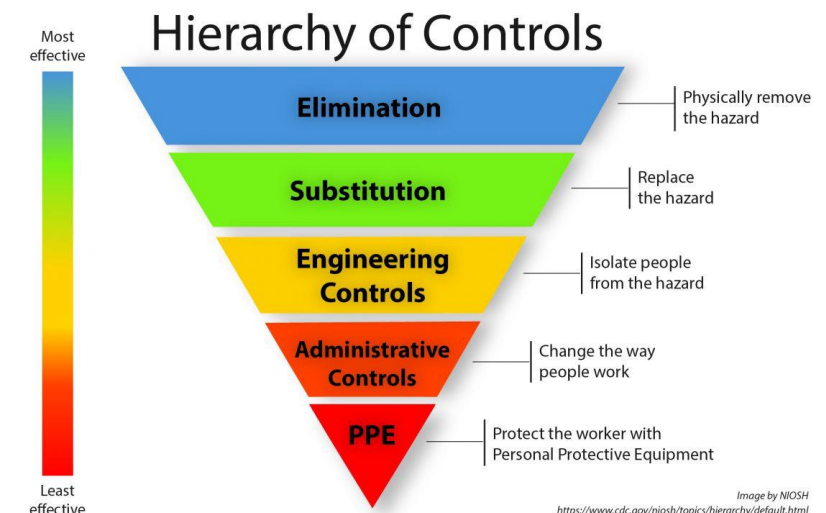 Hierarchy of Controls
Most
effective
Elimination
Physically remove
the hazard
Substitution
Replace
the hazard
Engineering
Controls
Isolate people
from the hazard
Administrative
Controls
Change the way
people work
PPE
Protect the worker with
Personal Protective Equipment
Least
effective
Image by NIOSH
https://www.cdc.gov/niosh/topics/hierarchy/default.html